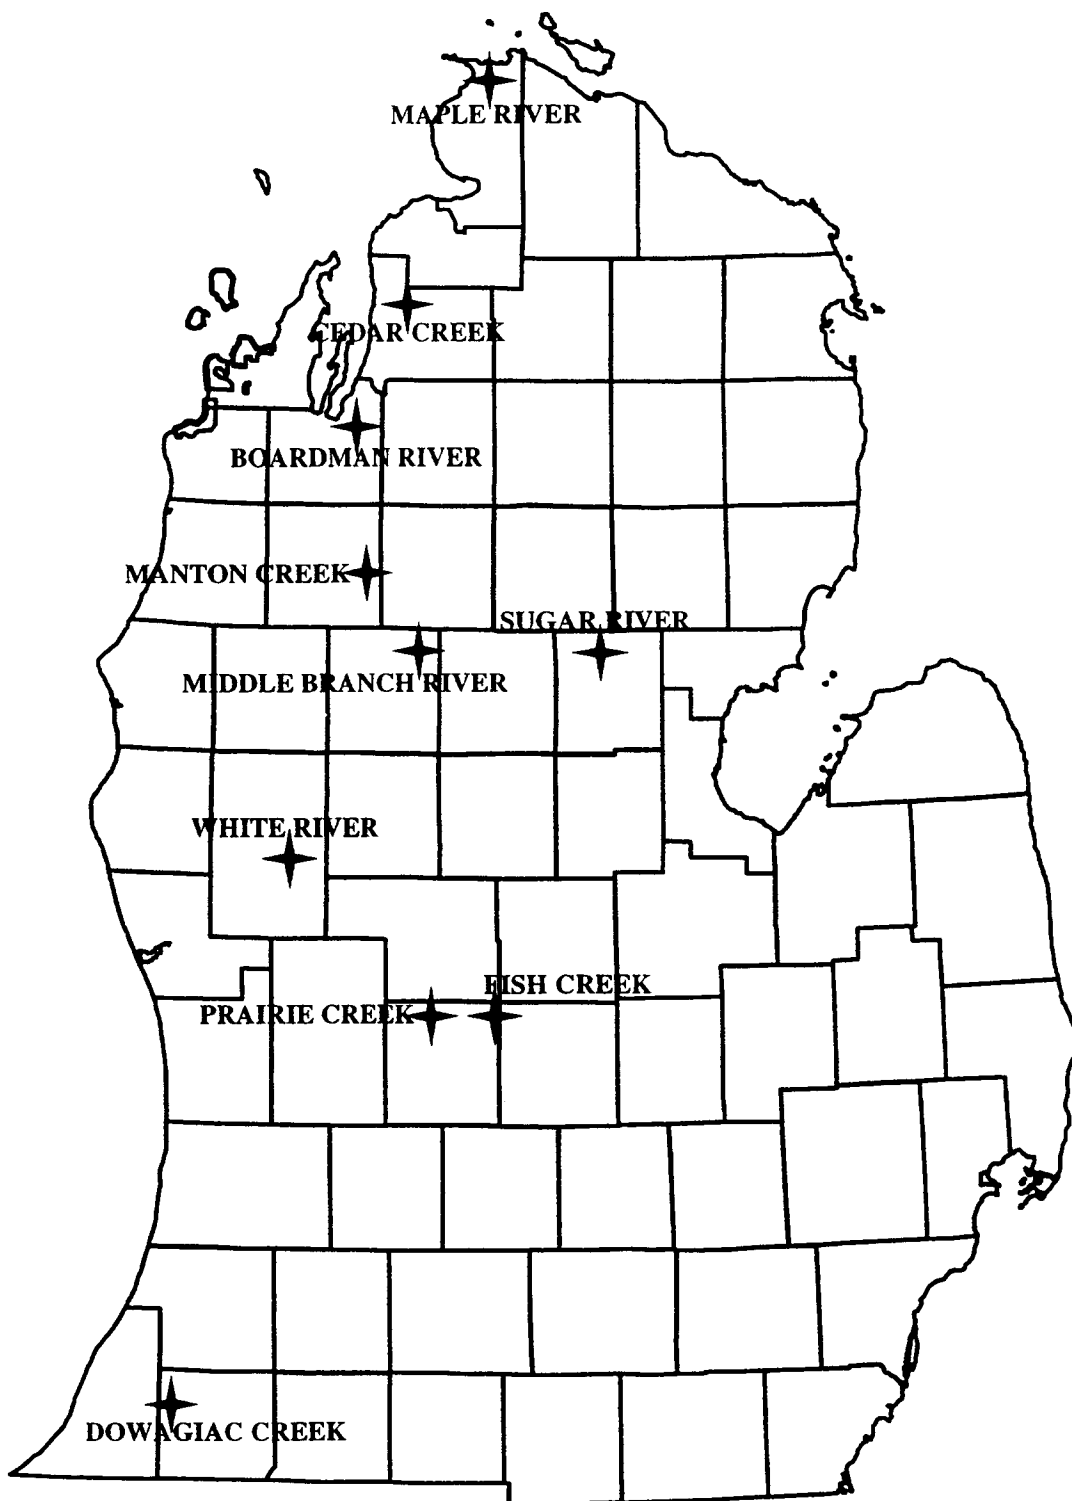 MAPLE RIVER
CEDAR CREEK
BOARDMAN RIVER
MANTON CREEK
SUGAR RIVER
MIDDLE BRANCH RIVER
WHITE RIVER
FISH CREEK
PRAIRIE CREEK
DOWAGIAC CREEK